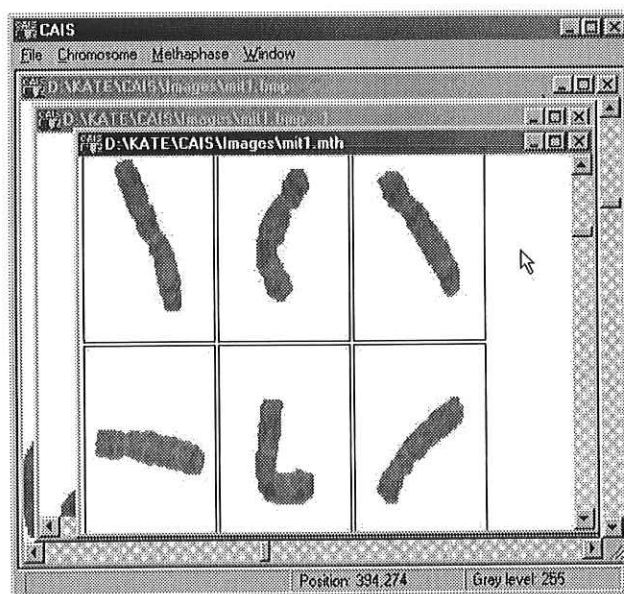 CAIS
File Chromosome Methaphase Window
D:\KATE\CAIS\Images\mit1.bmp
D:\KATE\CAIS\Images\mit1.bmp : 1
D:\KATE\CAIS\Images\mit1.mth
Position: 394,274 Grey level: 255